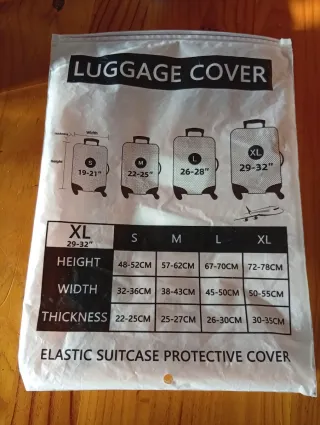 LUGGAGE COVER
Height
S
19-21"
M
22-25"
L
26-28"
XL
29-32"
XL
29-32"
S M L XL
HEIGHT 48-52CM 57-62CM 67-70CM 72-78CM
WIDTH 32-36CM 38-43CM 45-50CM 50-55CM
THICKNESS 22-25CM 25-27CM 26-30CM 30-35CM
ELASTIC SUITCASE PROTECTIVE COVER